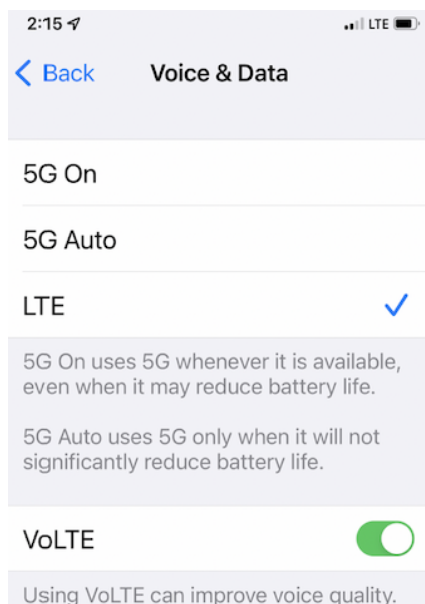 2:15
LTE
Back
Voice & Data
5G On
5G Auto
LTE
5G On uses 5G whenever it is available,
even when it may reduce battery life.
5G Auto uses 5G only when it will not
significantly reduce battery life.
VoLTE
Using VoLTE can improve voice quality.